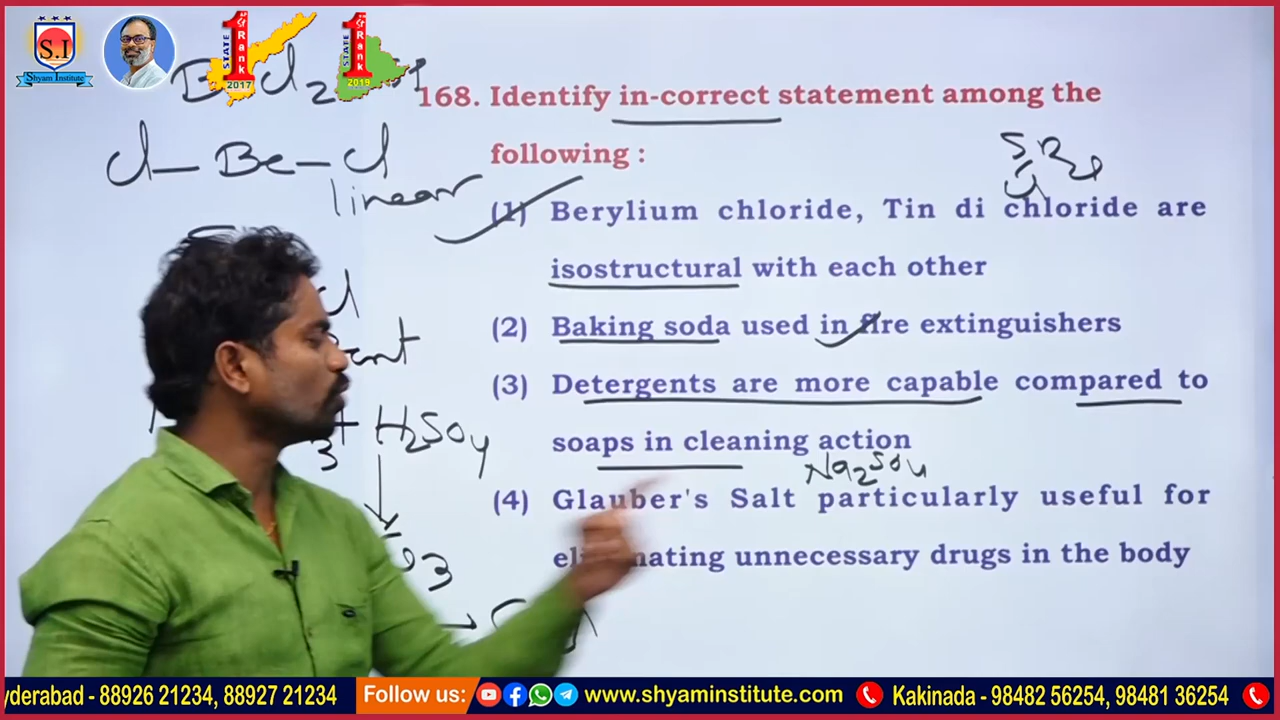 S.I
Shyam Institute
STATE 1 Rank 2017
STATE 1 Rank 2019
168. Identify in-correct statement among the
following :
Cl – Be – Cl
linear
(1) Berylium chloride, Tin di chloride are
isostructural with each other
(2) Baking soda used in fire extinguishers
(3) Detergents are more capable compared to
soaps in cleaning action
H2SO4
Na2SO4
(4) Glauber's Salt particularly useful for
eliminating unnecessary drugs in the body
yderabad - 88926 21234, 88927 21234 Follow us: www.shyaminstitute.com Kakinada - 98482 56254, 98481 36254